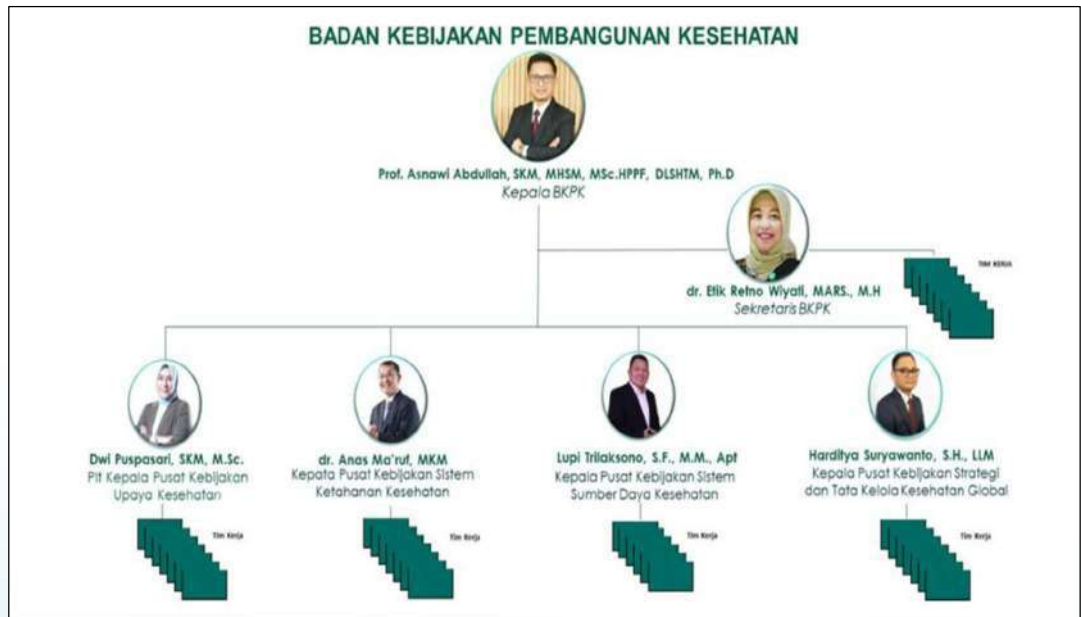 BADAN KEBIJAKAN PEMBANGUNAN KESEHATAN
Prof. Asnawi Abdullah, SKM, MHSM, MSc.HPPF, DLSHTM, Ph.D
Kepala BKPK
dr. Etik Retno Wiyati, MARS., M.H
Sekretaris BKPK
TIM KERJA
Dwi Puspasari, SKM, M.Sc.
Plt Kepala Pusat Kebijakan
Upaya Kesehatan
dr. Anas Ma'ruf, MKM
Kepala Pusat Kebijakan Sistem
Ketahanan Kesehatan
Lupi Trilaksono, S.F., M.M., Apt
Kepala Pusat Kebijakan Sistem
Sumber Daya Kesehatan
Harditya Suryawanto, S.H., LLM
Kepala Pusat Kebijakan Strategi
dan Tata Kelola Kesehatan Global
Tim Kerja
Tim Kerja
Tim Kerja
Tim Kerja